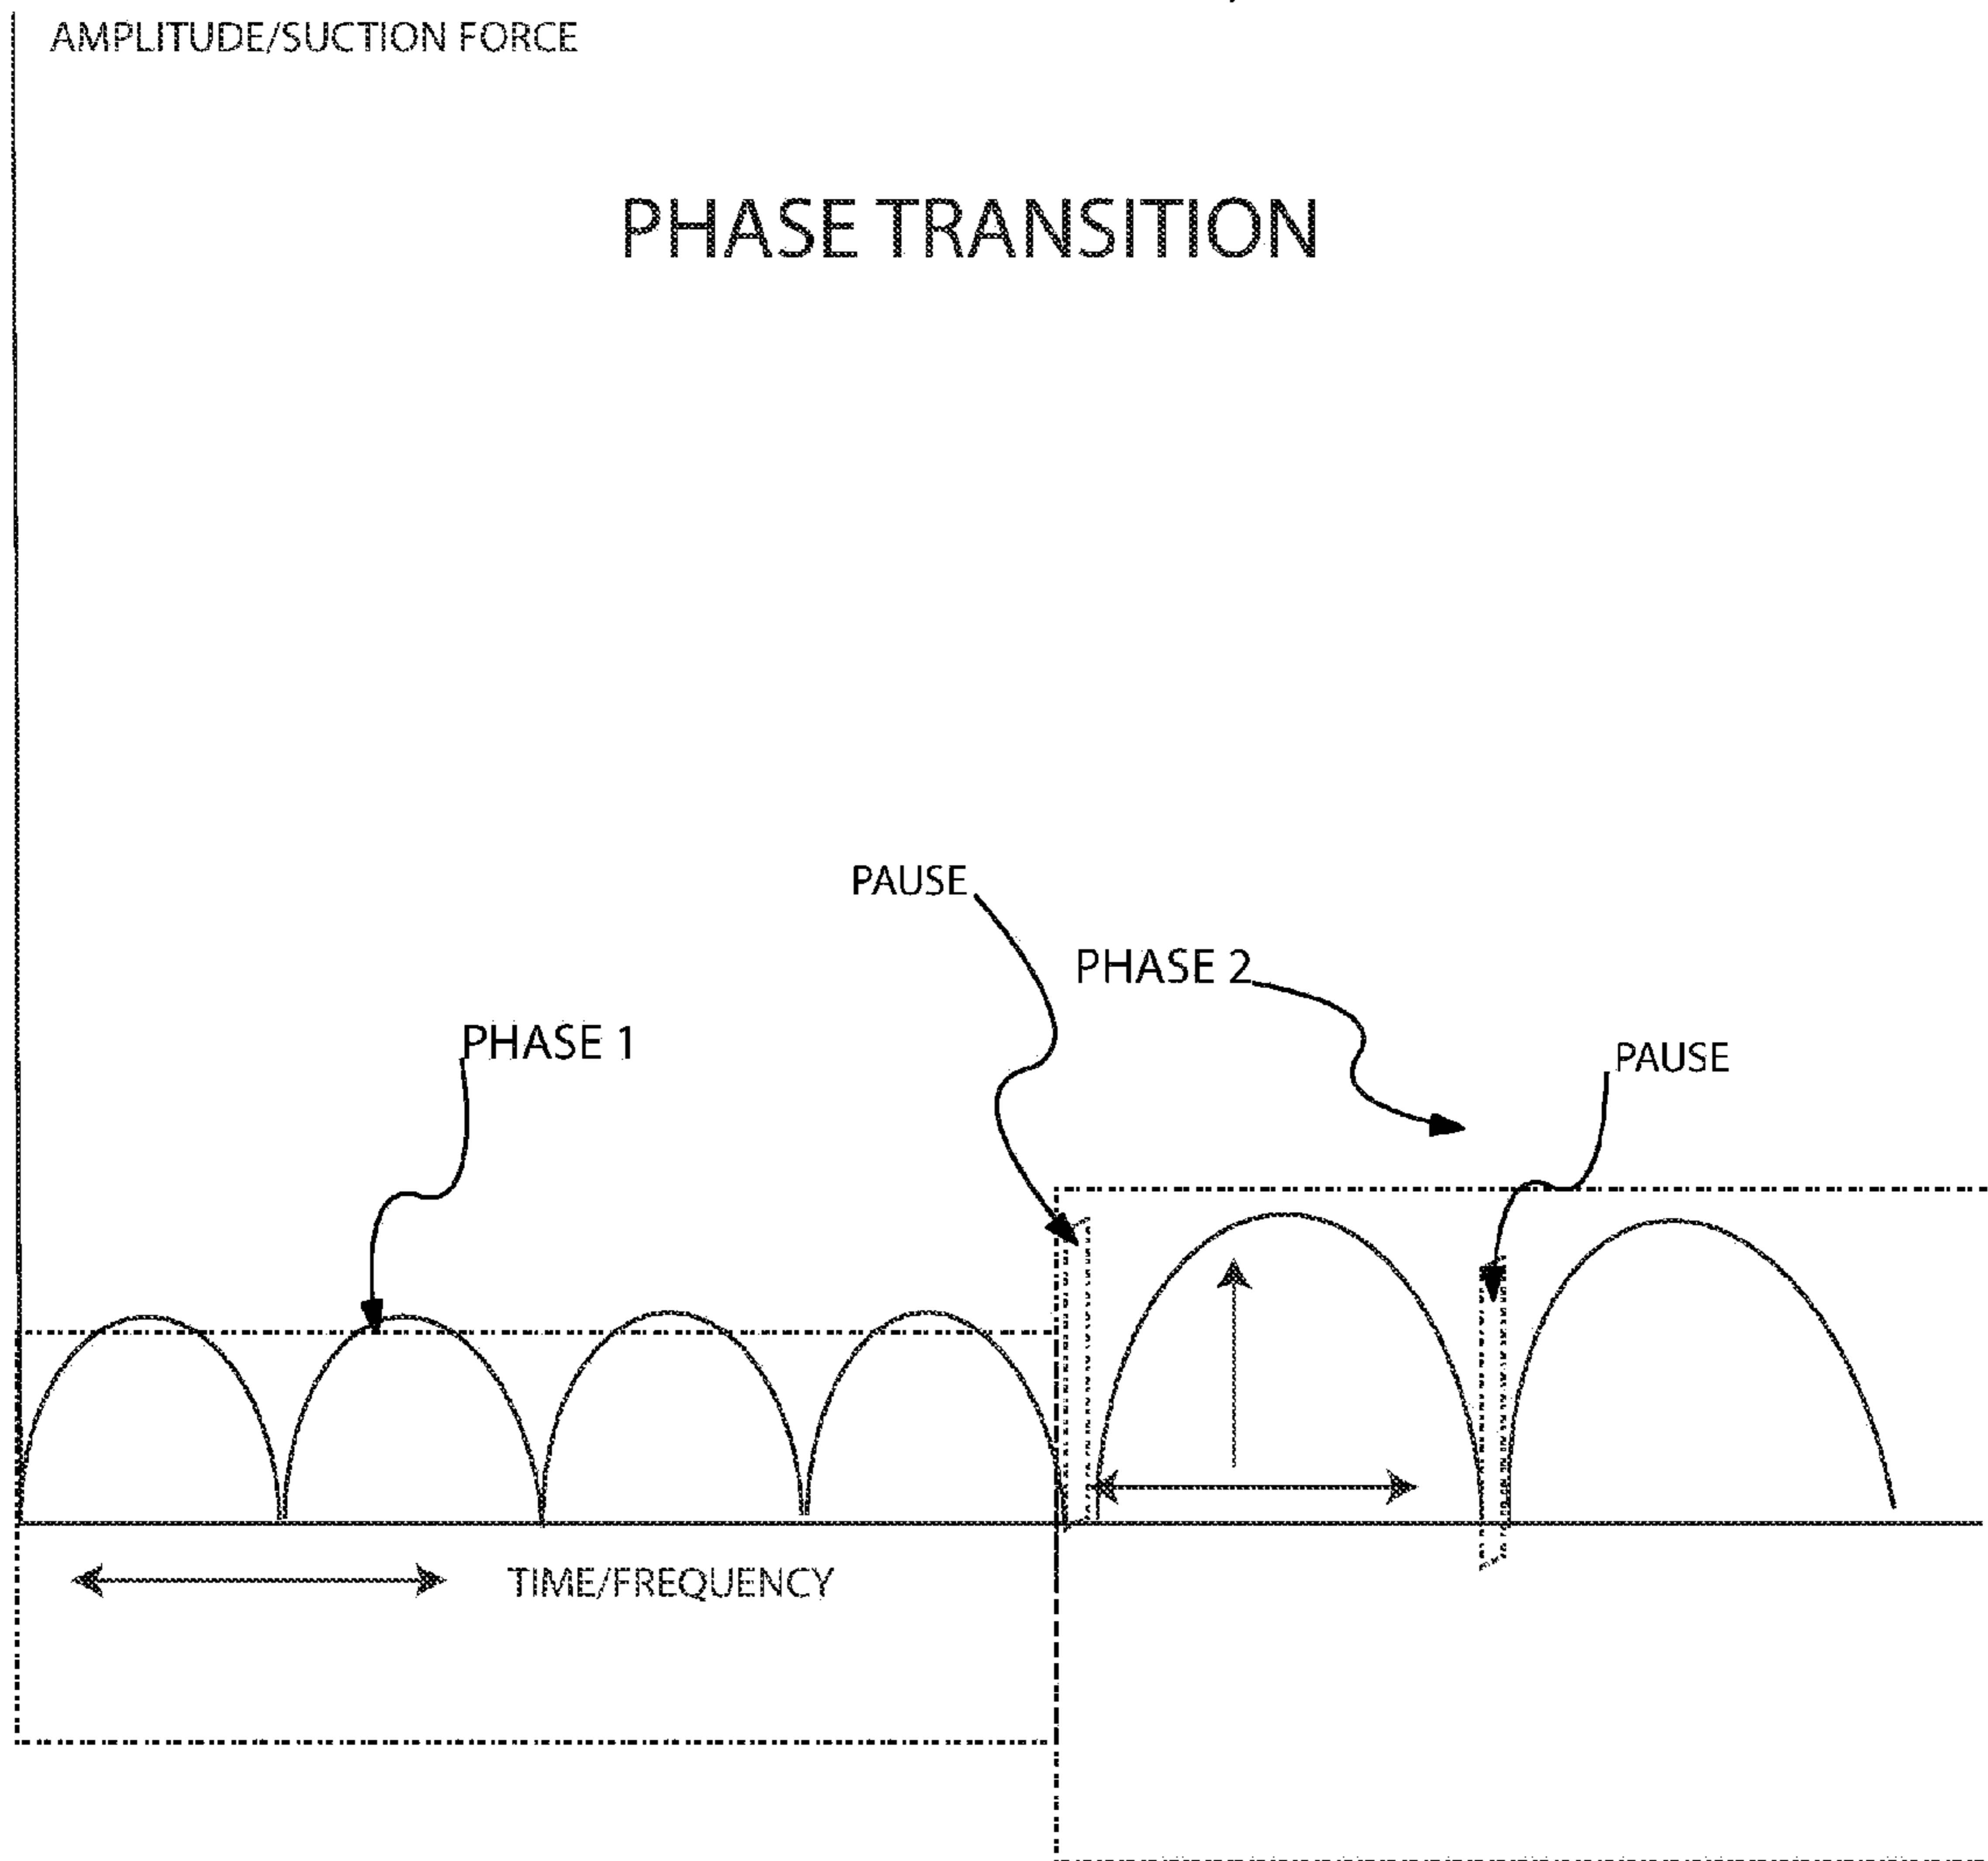 AMPLITUDE/SUCTION FORCE
PHASE TRANSITION
PAUSE
PHASE 2
PHASE 1
PAUSE
TIME/FREQUENCY